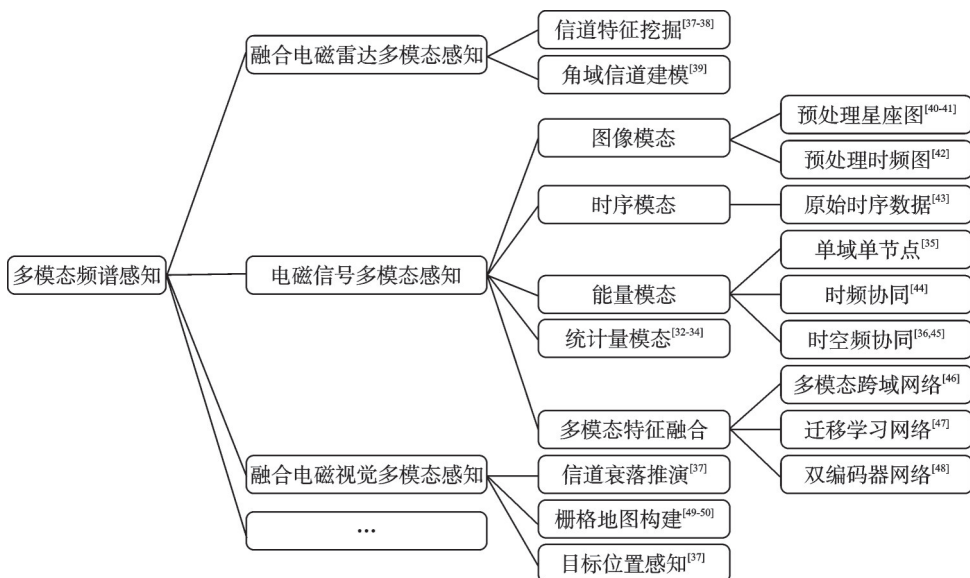 多模态频谱感知
融合电磁雷达多模态感知
信道特征挖掘[37-38]
角域信道建模[39]
电磁信号多模态感知
图像模态
预处理星座图[40-41]
预处理时频图[42]
时序模态
原始时序数据[43]
能量模态
单域单节点[35]
时频协同[44]
时空频协同[36,45]
统计量模态[32-34]
多模态特征融合
多模态跨域网络[46]
迁移学习网络[47]
双编码器网络[48]
融合电磁视觉多模态感知
信道衰落推演[37]
栅格地图构建[49-50]
目标位置感知[37]
…